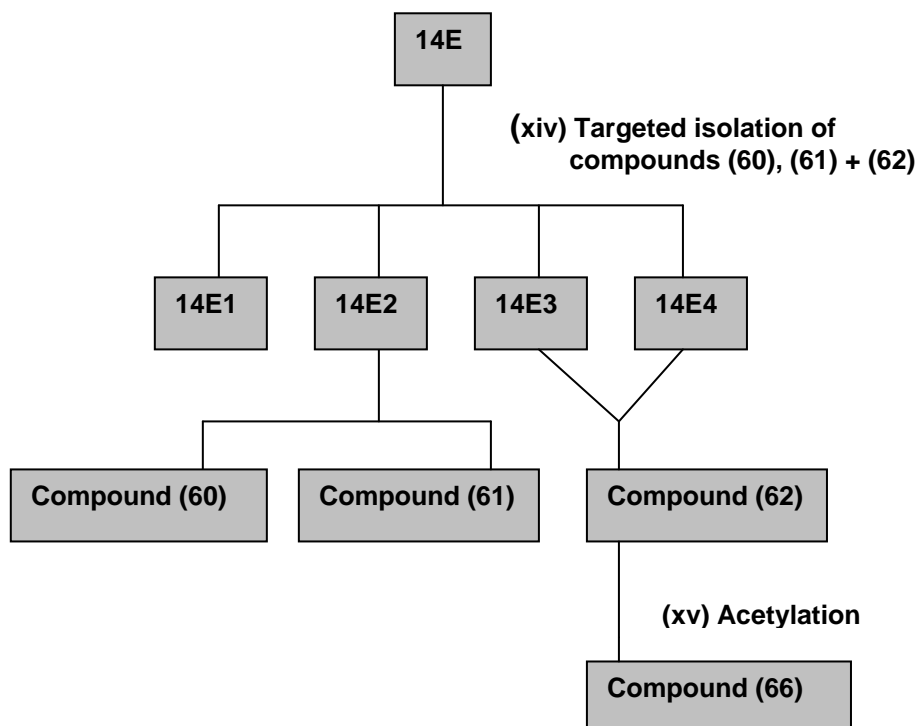 14E
(xiv) Targeted isolation of
compounds (60), (61) + (62)
14E1
14E2
14E3
14E4
Compound (60)
Compound (61)
Compound (62)
(xv) Acetylation
Compound (66)